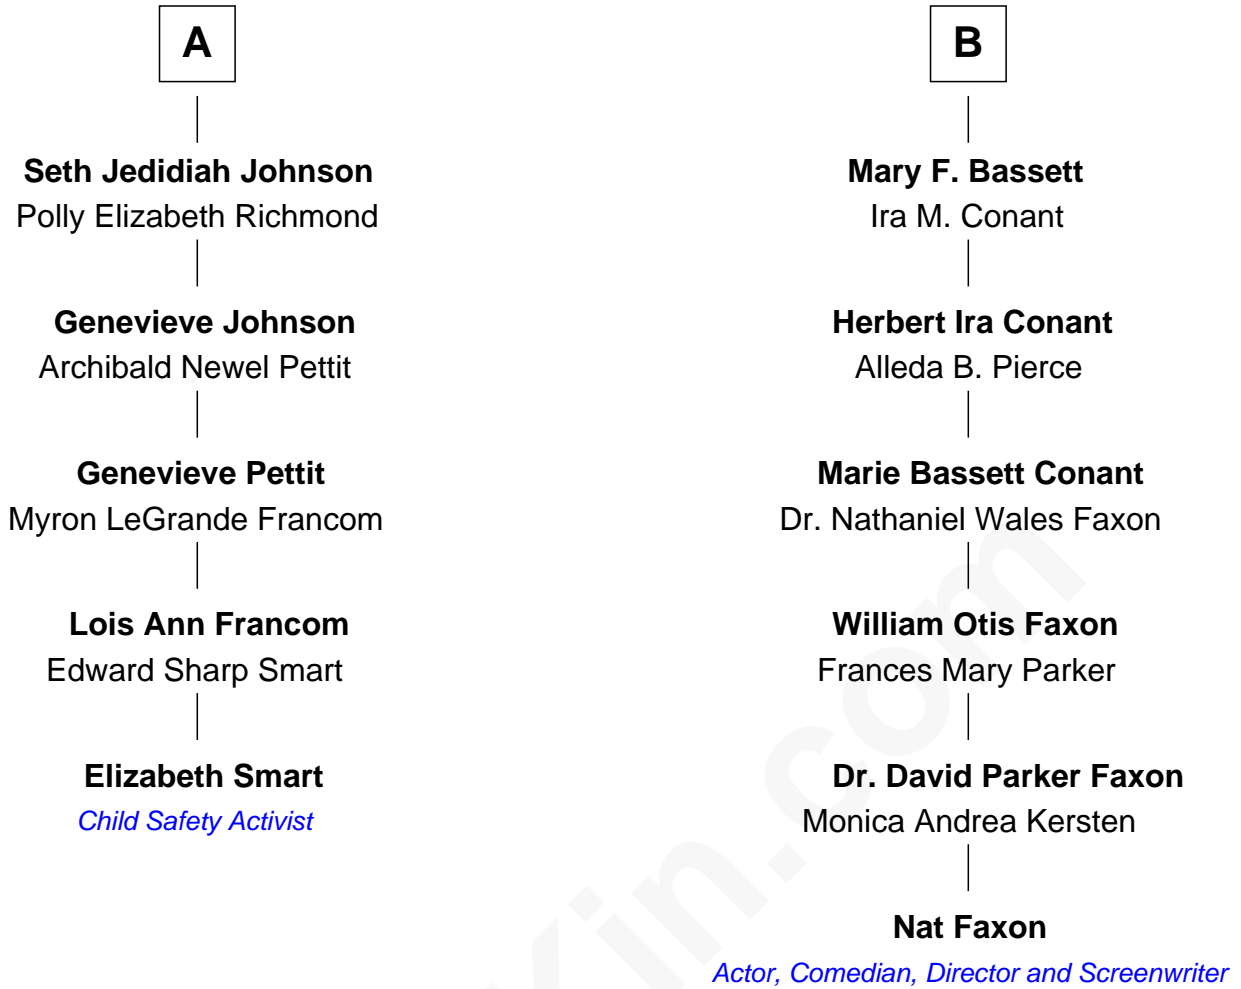 A
Seth Jedidiah Johnson
Polly Elizabeth Richmond
Genevieve Johnson
Archibald Newel Pettit
Genevieve Pettit
Myron LeGrande Francom
Lois Ann Francom
Edward Sharp Smart
Elizabeth Smart
Child Safety Activist
B
Mary F. Bassett
Ira M. Conant
Herbert Ira Conant
Alleda B. Pierce
Marie Bassett Conant
Dr. Nathaniel Wales Faxon
William Otis Faxon
Frances Mary Parker
Dr. David Parker Faxon
Monica Andrea Kersten
Nat Faxon
Actor, Comedian, Director and Screenwriter